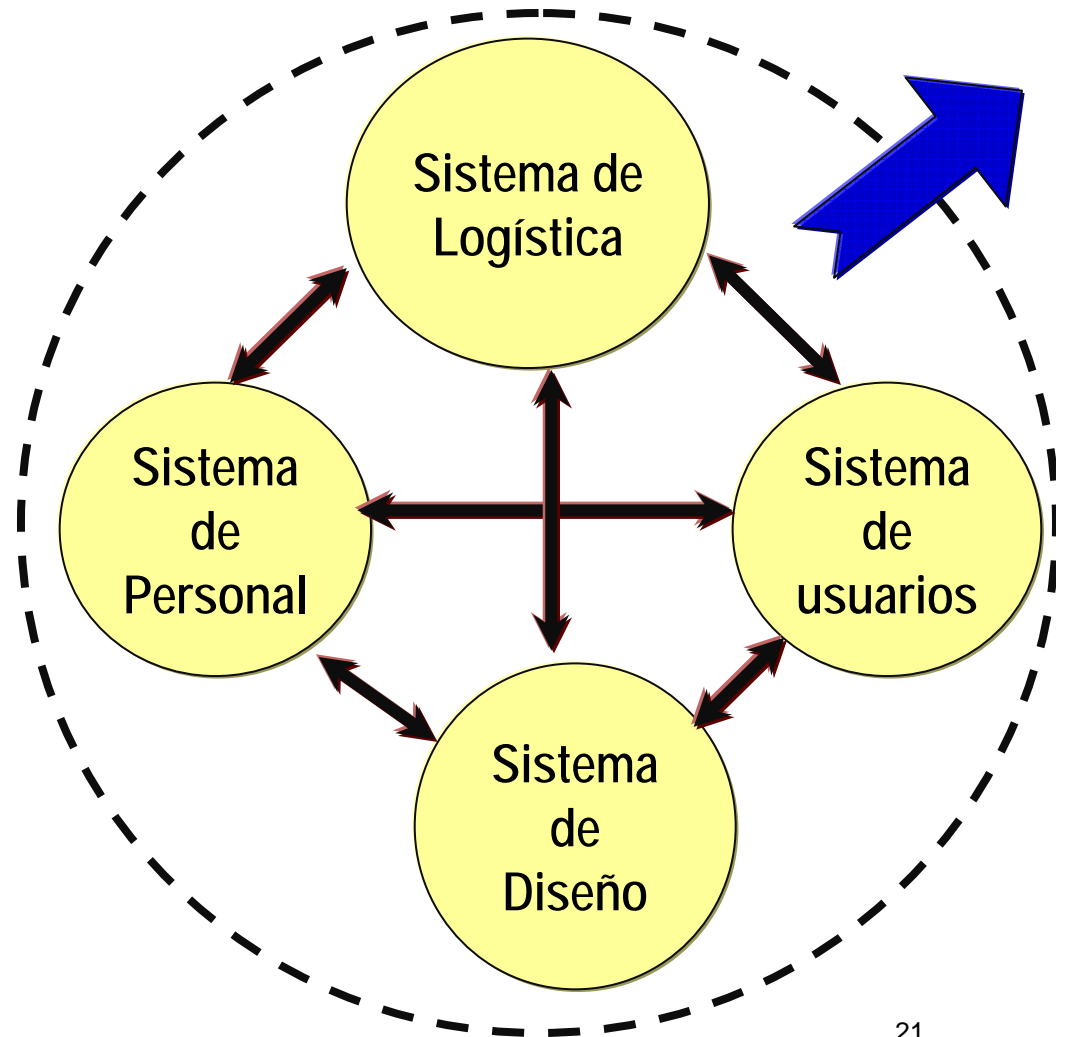 Sistema de
Logística
Sistema
de
Personal
Sistema
de
usuarios
Sistema
de
Diseño
21